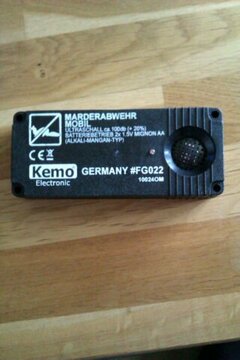 MARDERABWEHR
MOBIL
ULTRASCHALL ca.100db (+ 20%)
BATTERIEBETRIEB 2x 1,5V MIGNON AA
(ALKALI-MANGAN-TYP)
CE
Kemo GERMANY #FG022
Electronic 10024OM